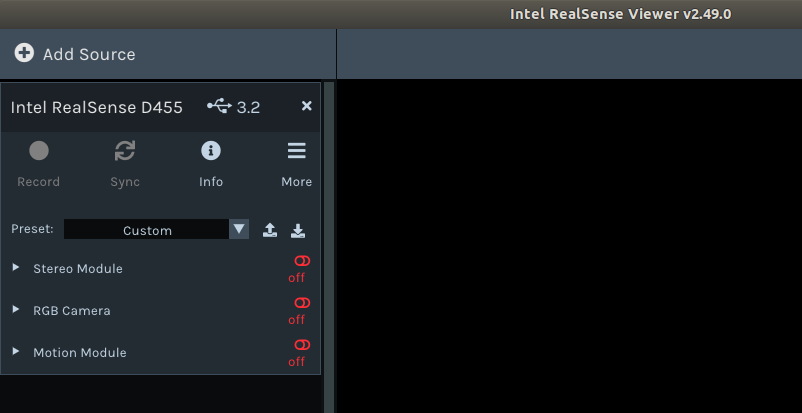 Intel RealSense Viewer v2.49.0
Add Source
Intel RealSense D455 3.2
Record Sync Info More
Preset: Custom
Stereo Module off
RGB Camera off
Motion Module off